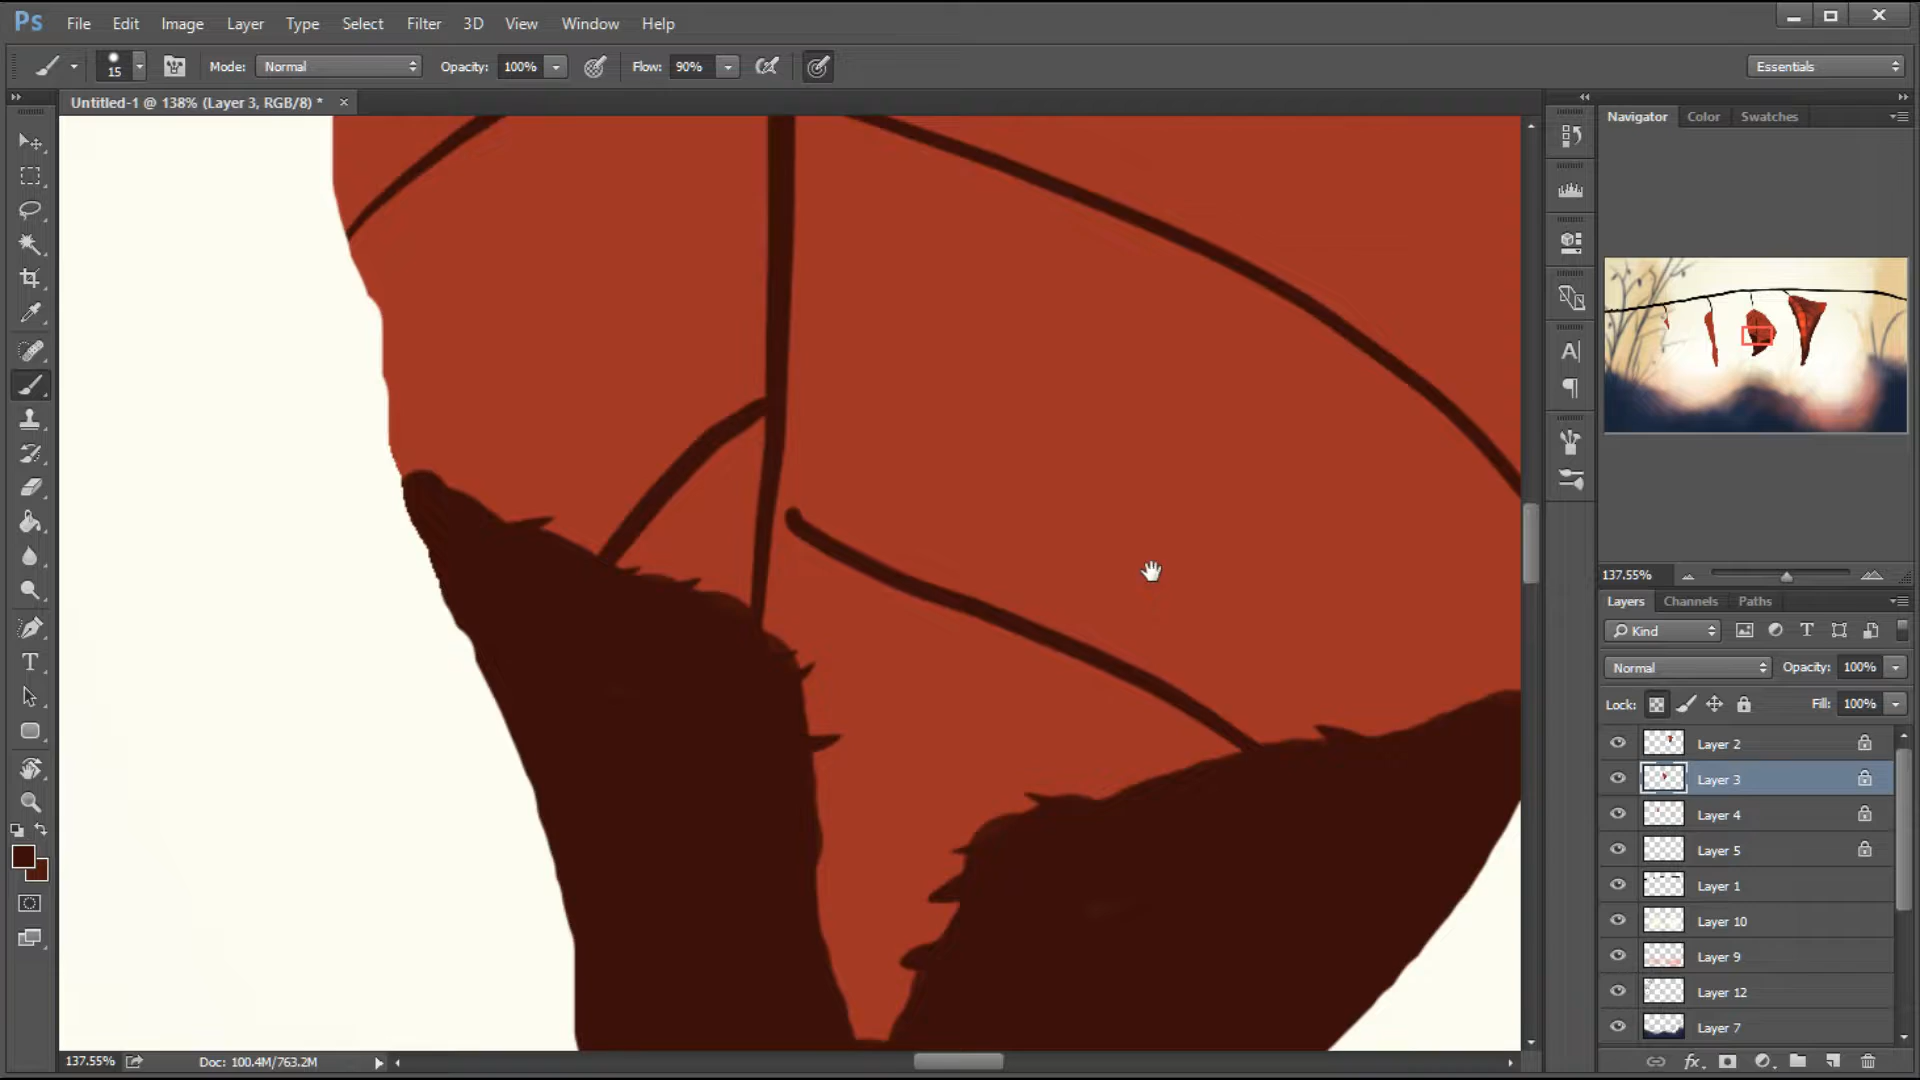 Ps File Edit Image Layer Type Select Filter 3D View Window Help
15 Mode: Normal Opacity: 100% Flow: 90% Essentials
Untitled-1 @ 138% (Layer 3, RGB/8) *
Navigator Color Swatches
137.55%
Layers Channels Paths
Kind
Normal Opacity: 100%
Lock: Fill: 100%
Layer 2
Layer 3
Layer 4
Layer 5
Layer 1
Layer 10
Layer 9
Layer 12
Layer 7
137.55% Doc: 100.4M/763.2M